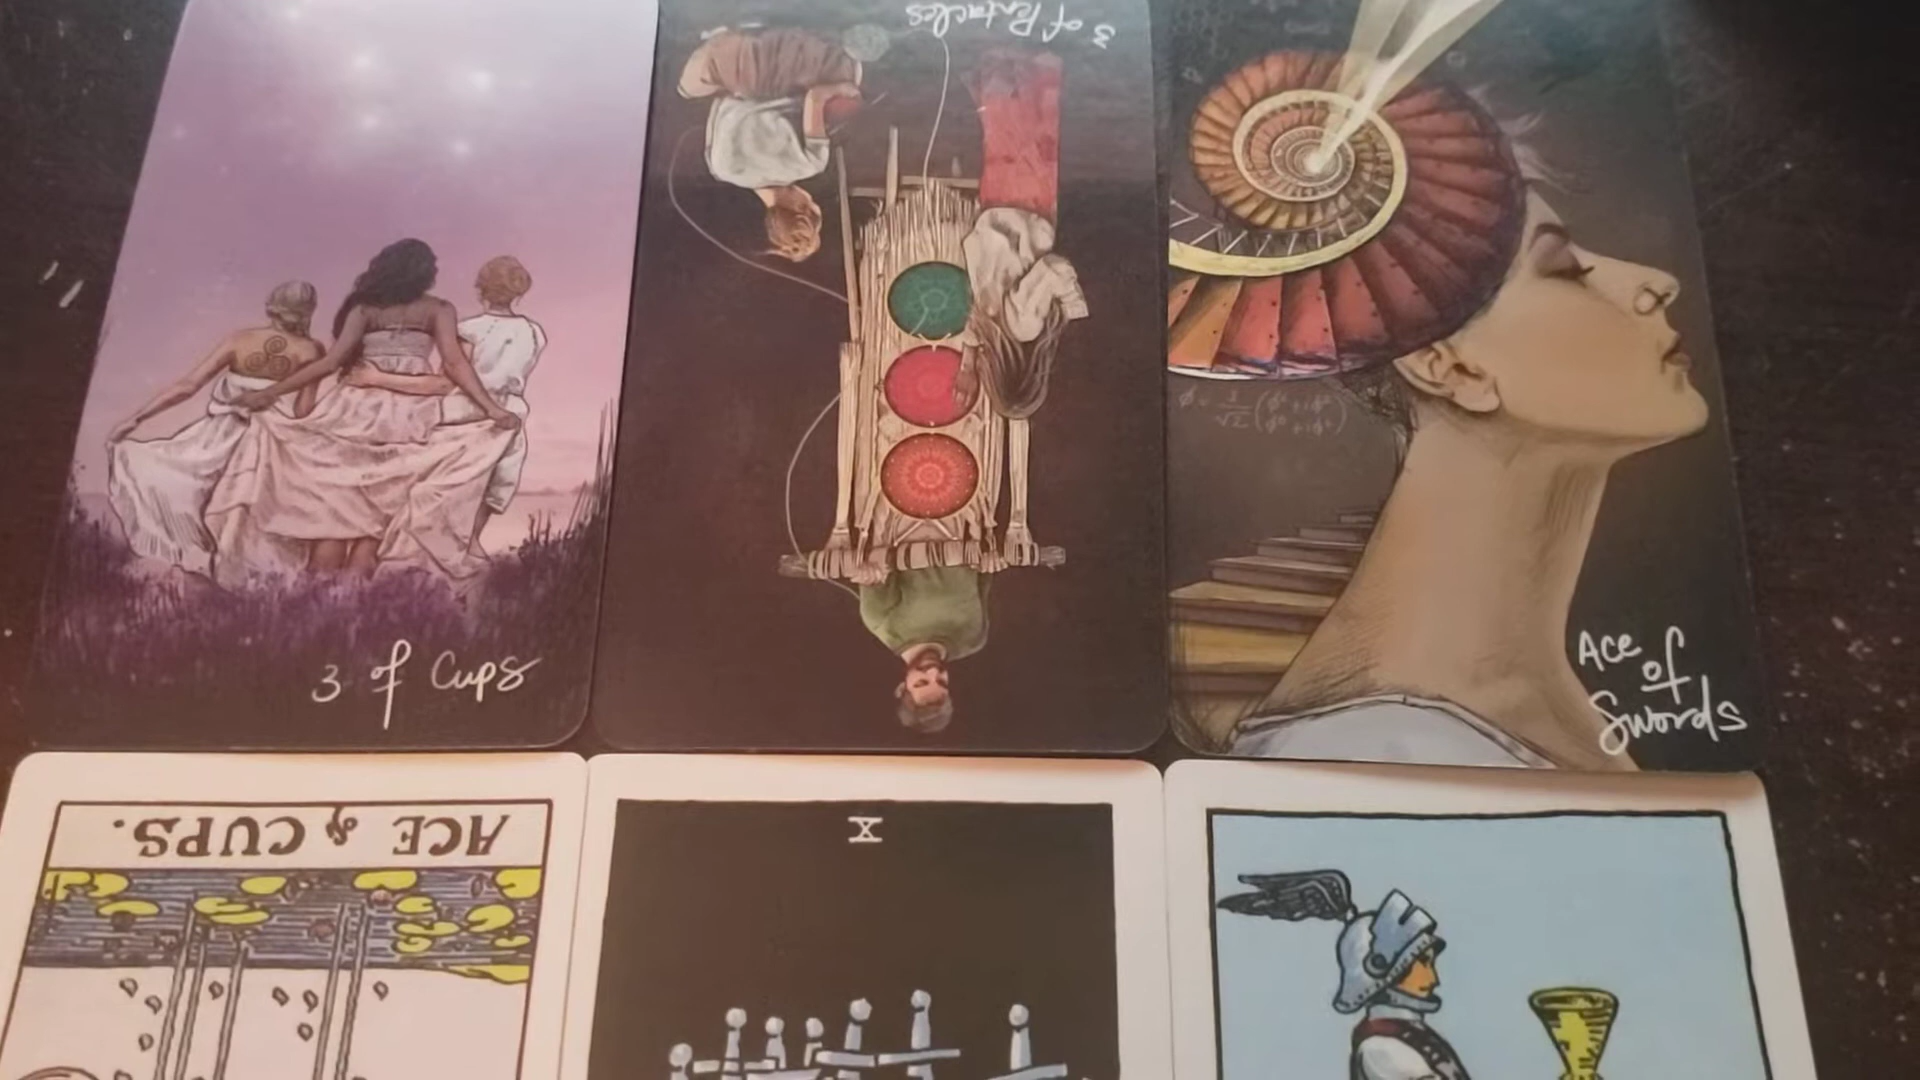 3 of Pentacles
3 of Cups
Ace
of
Swords
ACE of CUPS.
X